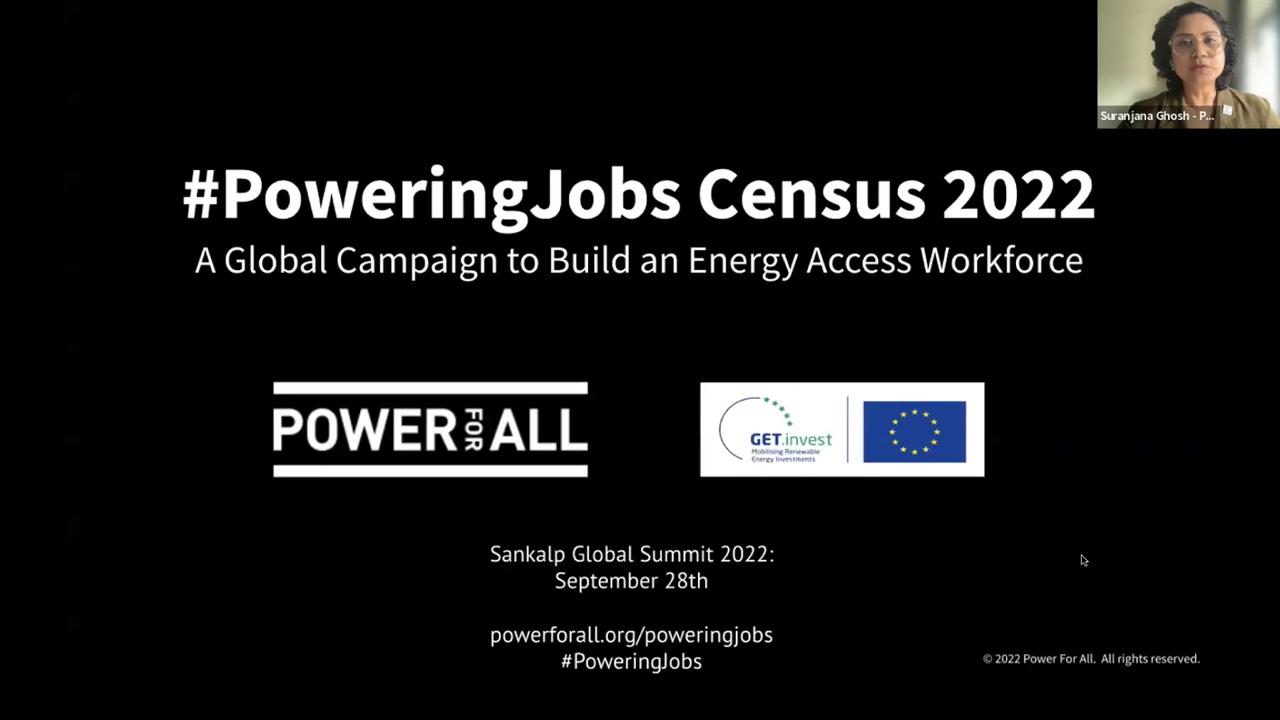 Suranjana Ghosh - P...
#PoweringJobs Census 2022
A Global Campaign to Build an Energy Access Workforce
POWER FOR ALL
GET.invest
Mobilising Renewable
Energy Investments
Sankalp Global Summit 2022:
September 28th
powerforall.org/poweringjobs
#PoweringJobs
© 2022 Power For All. All rights reserved.